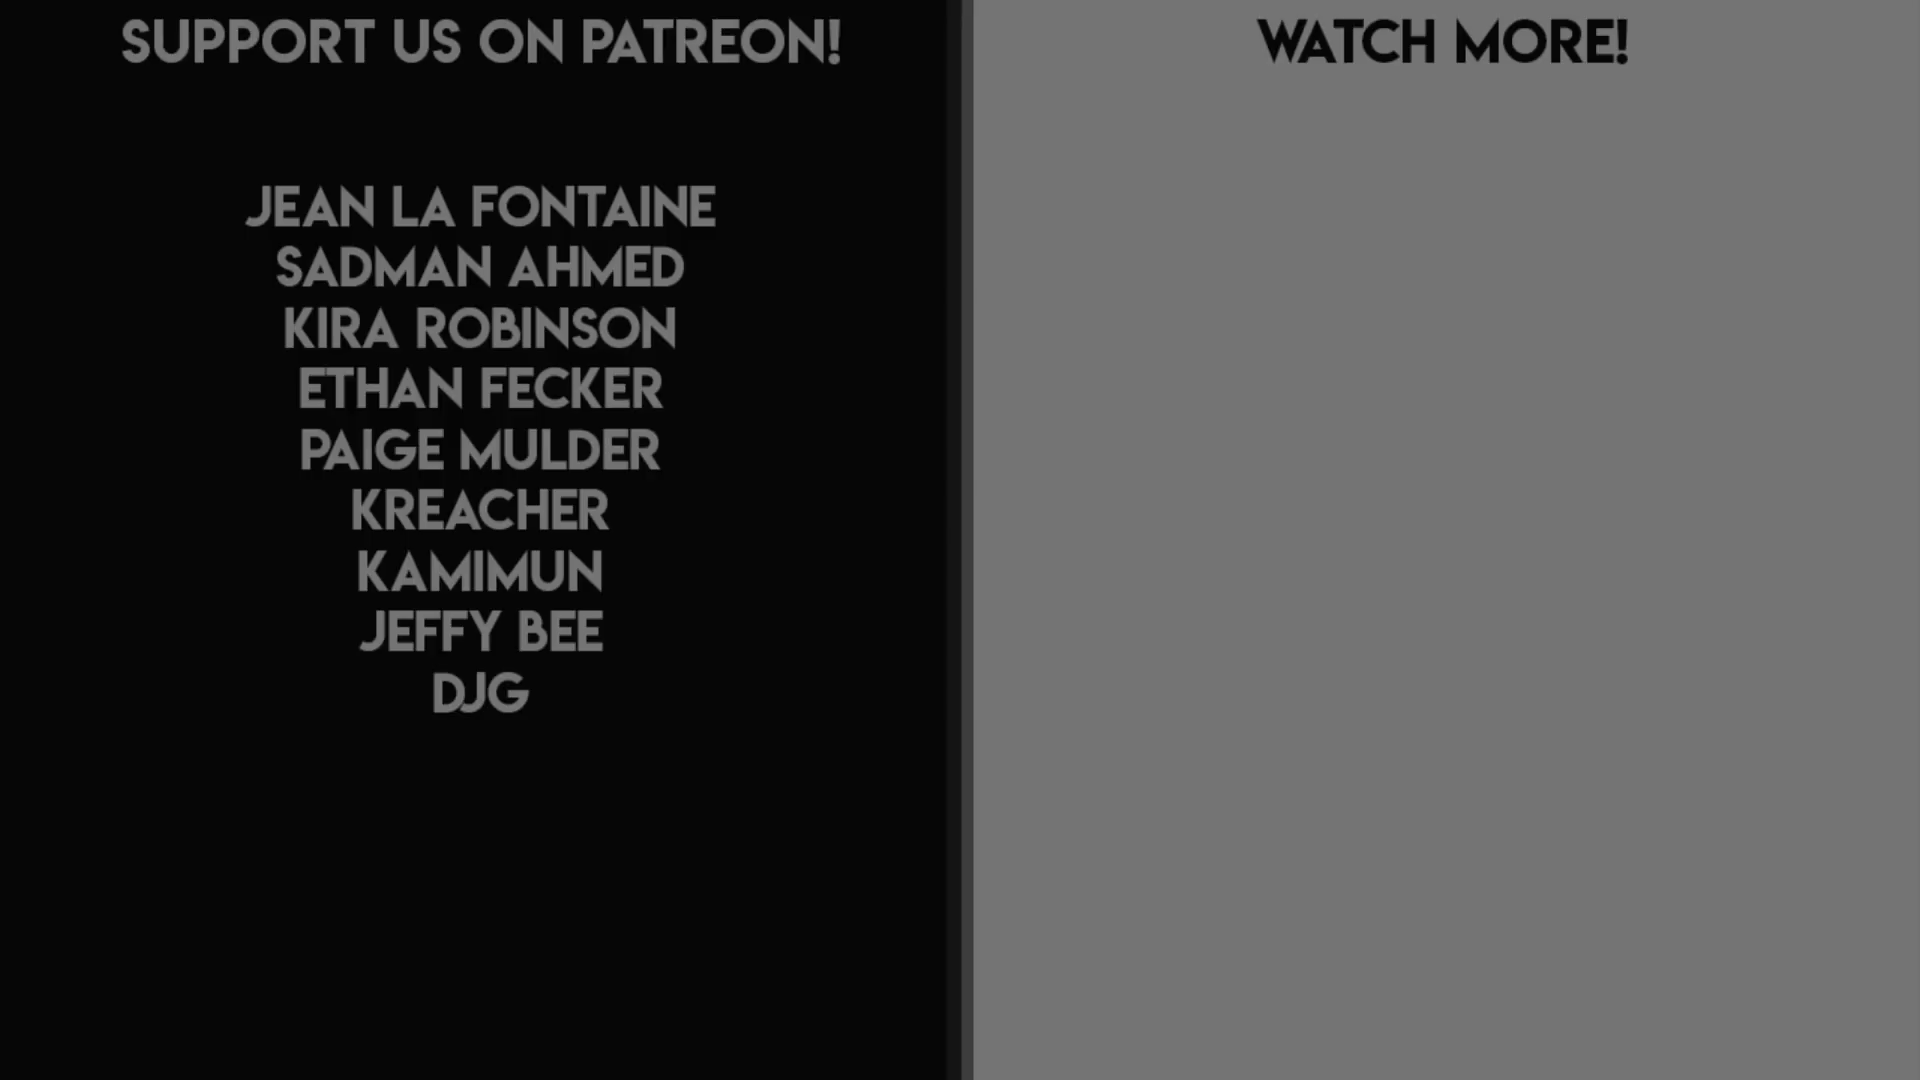 SUPPORT US ON PATREON!
JEAN LA FONTAINE
SADMAN AHMED
KIRA ROBINSON
ETHAN FECKER
PAIGE MULDER
KREACHER
KAMIMUN
JEFFY BEE
DJG
WATCH MORE!